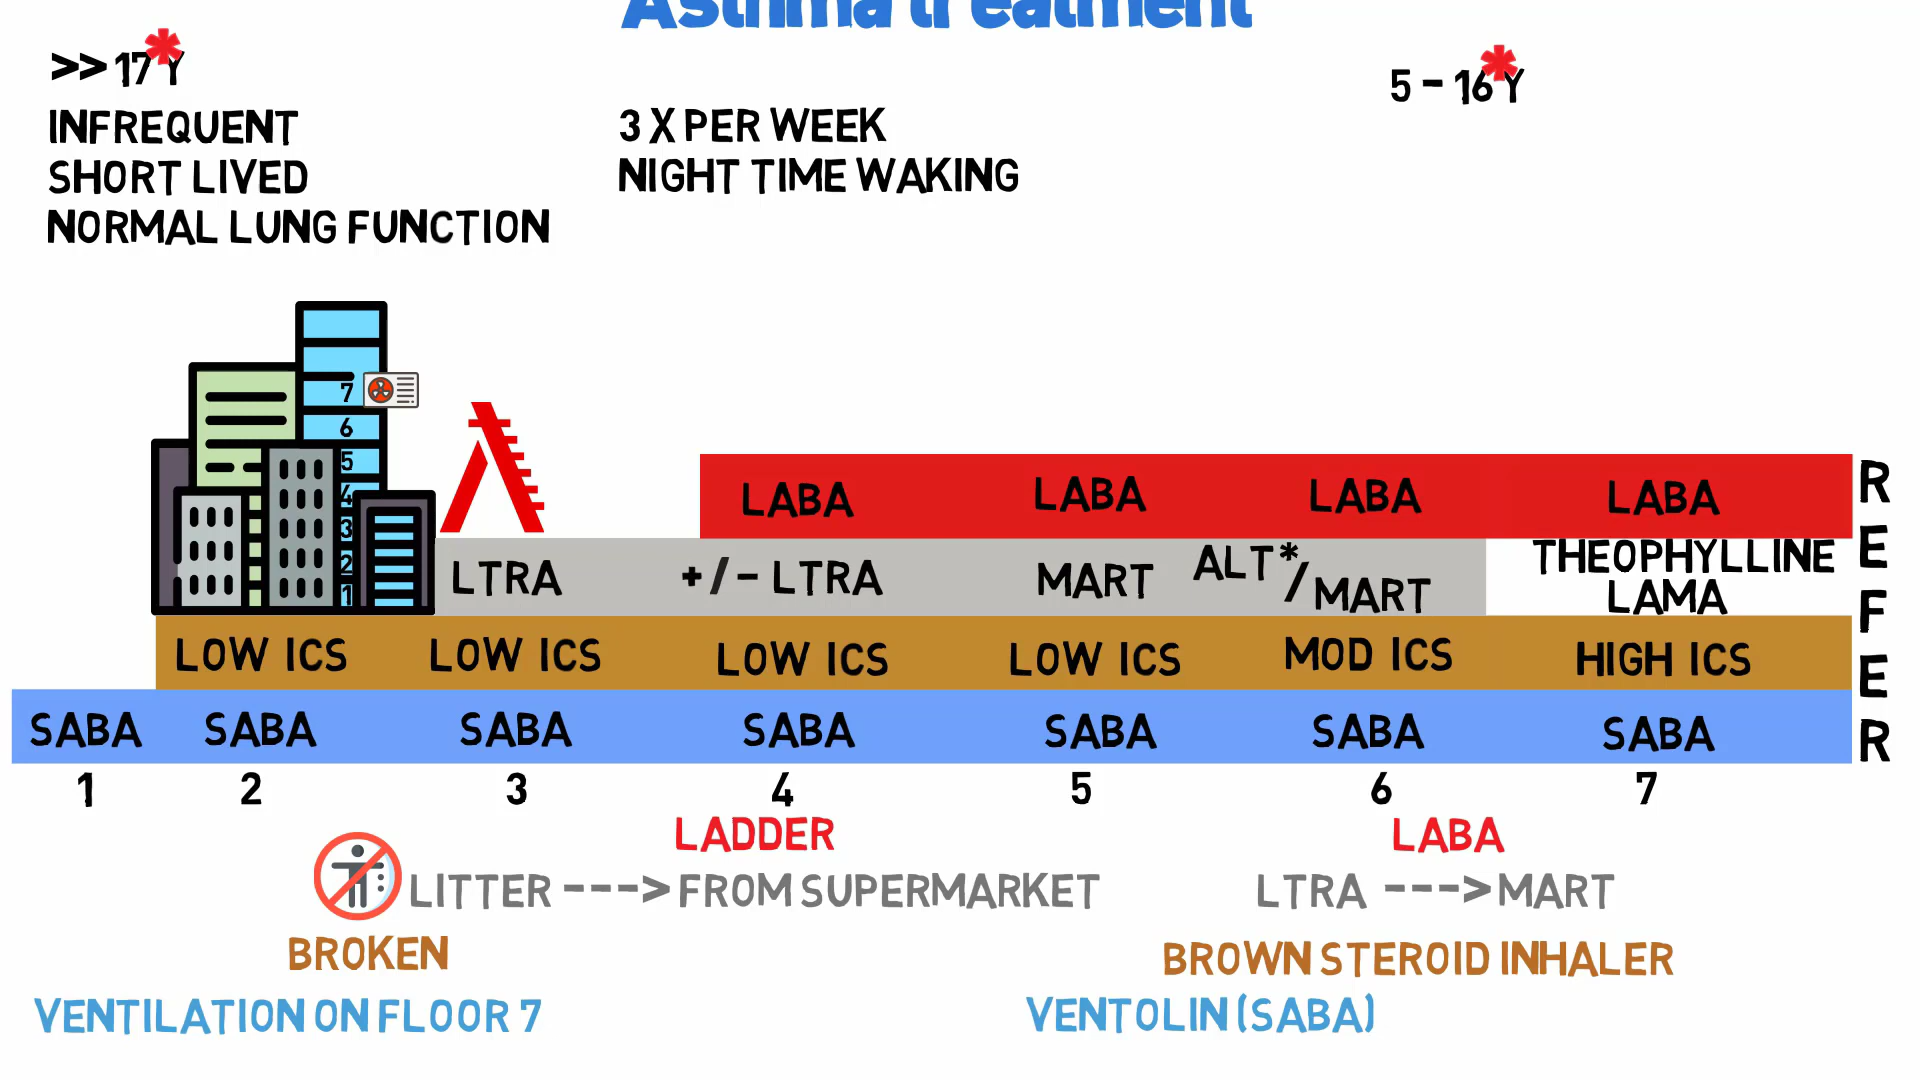 Asthma treatment
>> 17*Y
5 - 16*Y
INFREQUENT
SHORT LIVED
NORMAL LUNG FUNCTION
3 X PER WEEK
NIGHT TIME WAKING
7
6
5
4
3
2
1
LABA LABA LABA LABA
LTRA +/- LTRA MART ALT*/MART THEOPHYLLINE
LAMA
LOW ICS LOW ICS LOW ICS LOW ICS MOD ICS HIGH ICS
SABA SABA SABA SABA SABA SABA SABA
REFER
1 2 3 4 5 6 7
LADDER LABA
LITTER ---> FROM SUPERMARKET LTRA ---> MART
BROKEN BROWN STEROID INHALER
VENTILATION ON FLOOR 7 VENTOLIN (SABA)